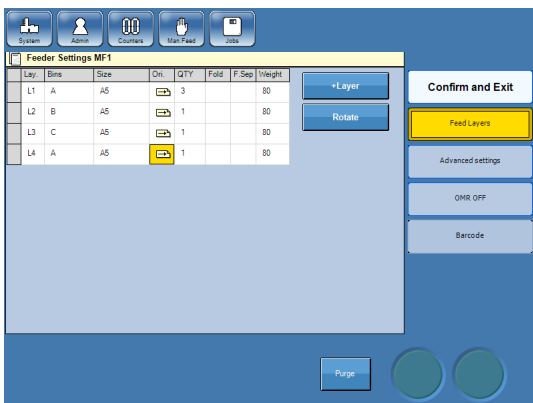 System Admin Counters Man.Feed Jobs
Feeder Settings MF1
Lay. Bins Size Ori. QTY Fold F.Sep Weight
L1 A A5 3 80
L2 B A5 1 80
L3 C A5 1 80
L4 A A5 1 80
+Layer
Rotate
Confirm and Exit
Feed Layers
Advanced settings
OMR OFF
Barcode
Purge